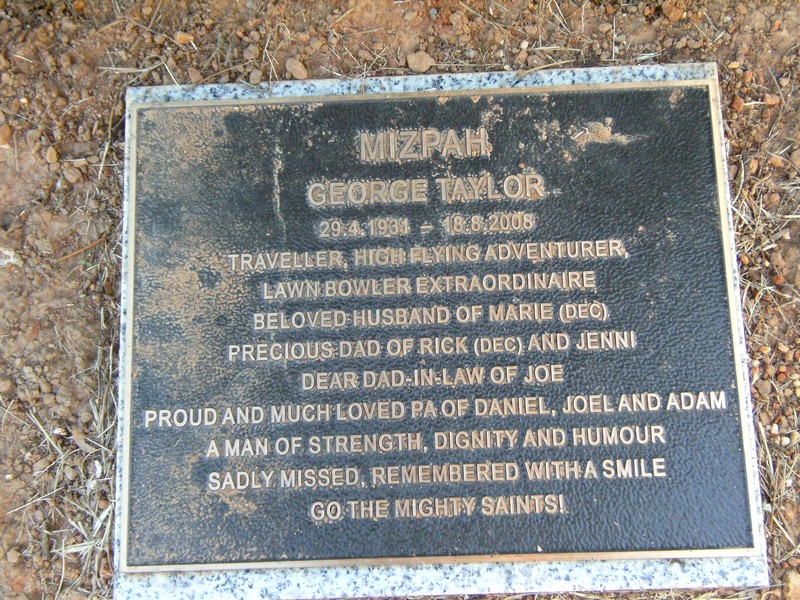 MIZPAH
GEORGE TAYLOR
29.4.1931 – 18.8.2008
TRAVELLER, HIGH FLYING ADVENTURER,
LAWN BOWLER EXTRAORDINAIRE
BELOVED HUSBAND OF MARIE (DEC)
PRECIOUS DAD OF RICK (DEC) AND JENNI
DEAR DAD-IN-LAW OF JOE
PROUD AND MUCH LOVED PA OF DANIEL, JOEL AND ADAM
A MAN OF STRENGTH, DIGNITY AND HUMOUR
SADLY MISSED, REMEMBERED WITH A SMILE
GO THE MIGHTY SAINTS!